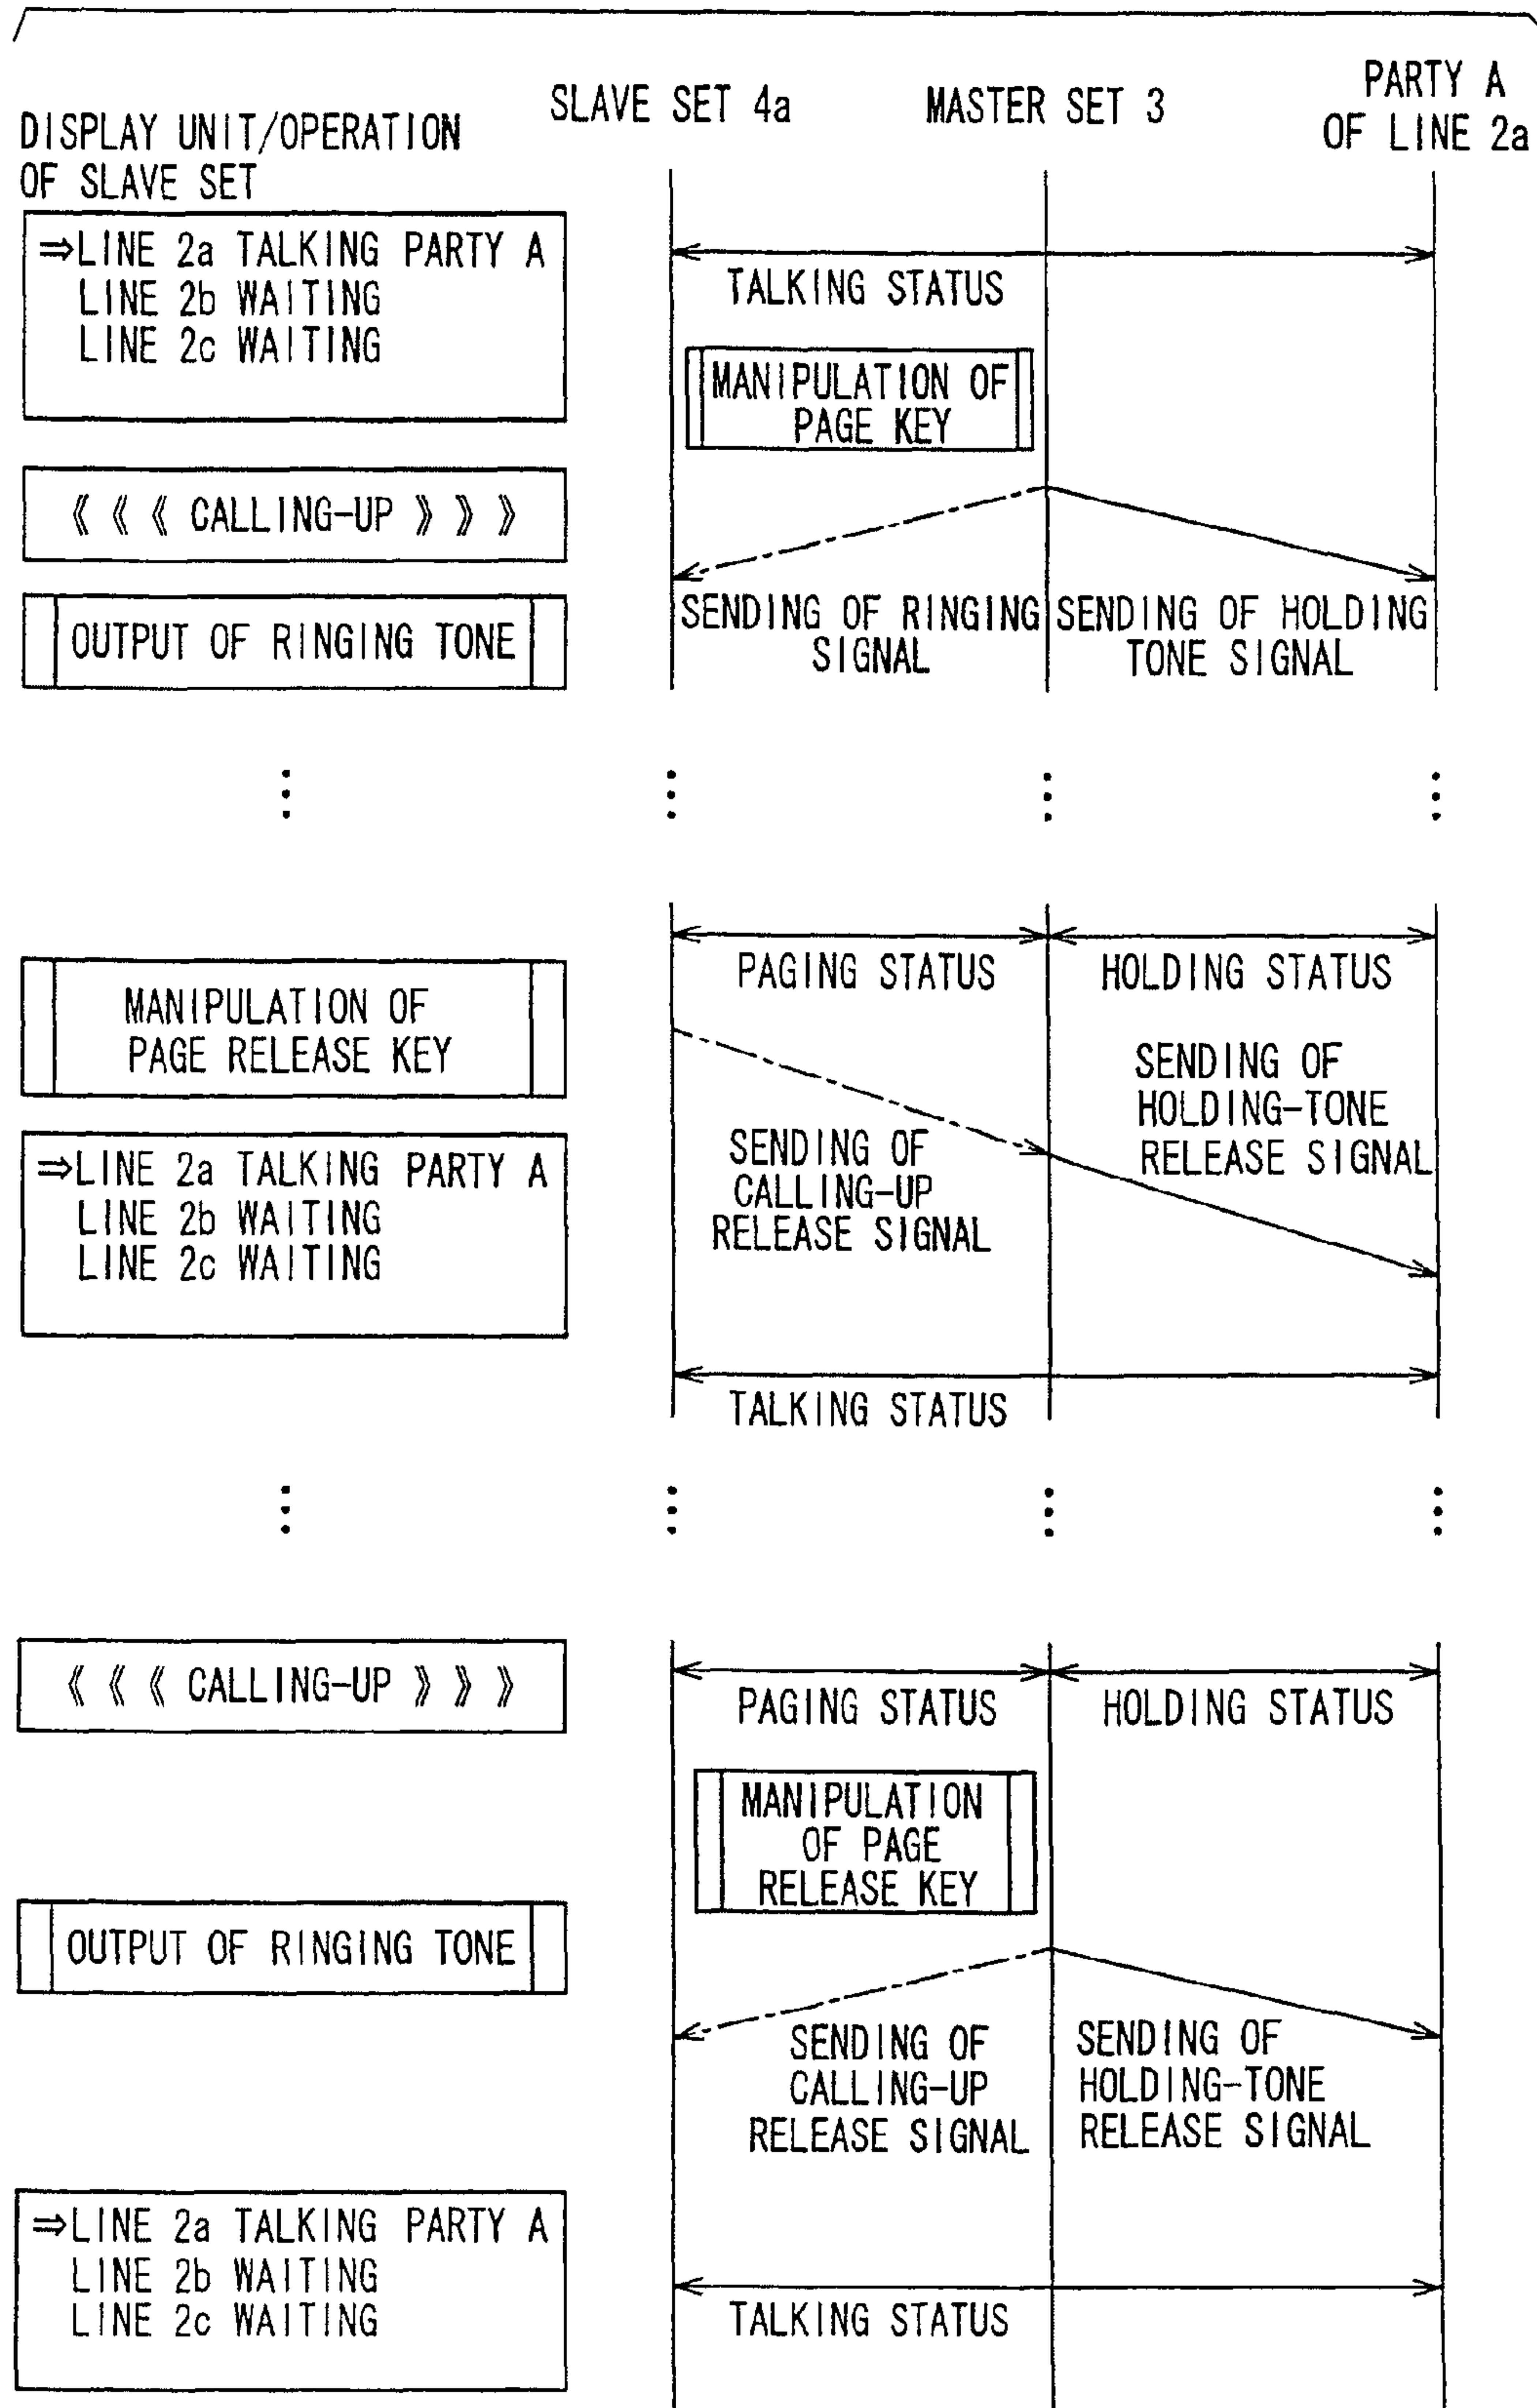 DISPLAY UNIT/OPERATION
OF SLAVE SET
SLAVE SET 4a
MASTER SET 3
PARTY A
OF LINE 2a
⇒LINE 2a TALKING PARTY A
LINE 2b WAITING
LINE 2c WAITING
TALKING STATUS
MANIPULATION OF
PAGE KEY
《 《 《 CALLING-UP 》 》 》
OUTPUT OF RINGING TONE
SENDING OF RINGING
SIGNAL
SENDING OF HOLDING
TONE SIGNAL
PAGING STATUS
HOLDING STATUS
MANIPULATION OF
PAGE RELEASE KEY
SENDING OF
HOLDING-TONE
RELEASE SIGNAL
⇒LINE 2a TALKING PARTY A
LINE 2b WAITING
LINE 2c WAITING
SENDING OF
CALLING-UP
RELEASE SIGNAL
TALKING STATUS
《 《 《 CALLING-UP 》 》 》
PAGING STATUS
HOLDING STATUS
MANIPULATION
OF PAGE
RELEASE KEY
OUTPUT OF RINGING TONE
SENDING OF
CALLING-UP
RELEASE SIGNAL
SENDING OF
HOLDING-TONE
RELEASE SIGNAL
⇒LINE 2a TALKING PARTY A
LINE 2b WAITING
LINE 2c WAITING
TALKING STATUS